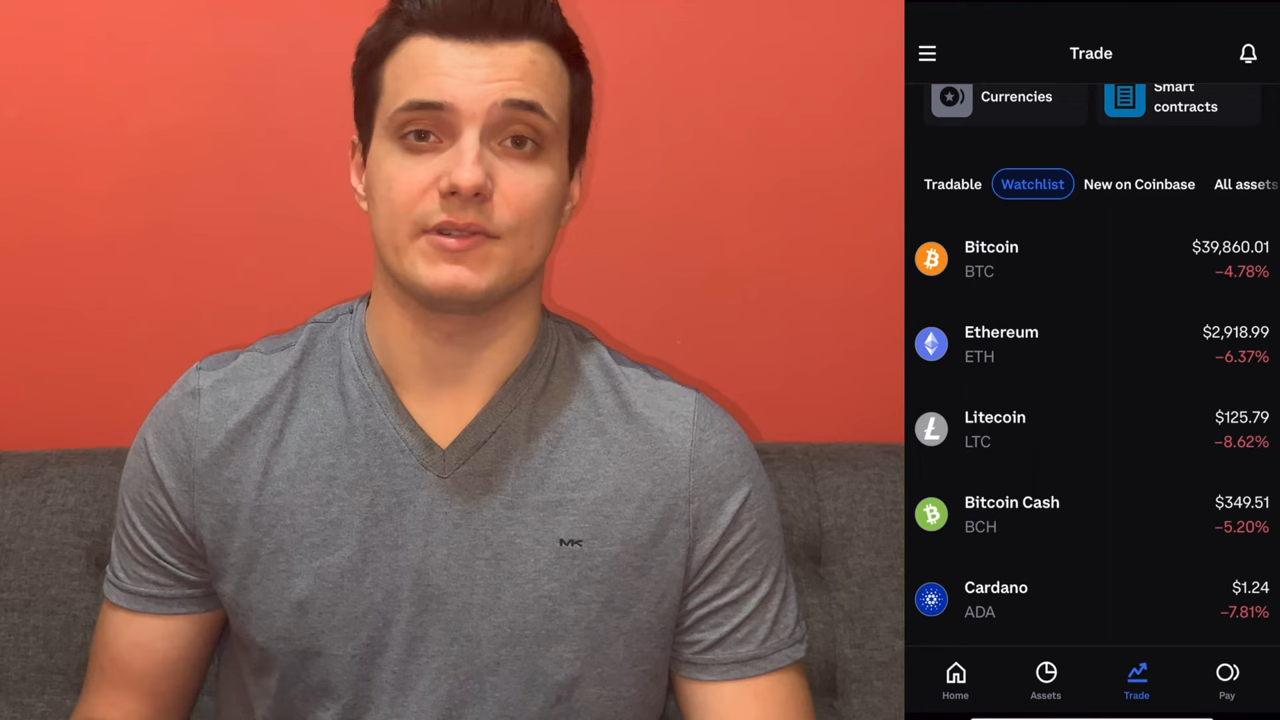 Trade
Currencies
Smart
contracts
Tradable Watchlist New on Coinbase All assets
Bitcoin $39,860.01
BTC −4.78%
Ethereum $2,918.99
ETH −6.37%
Litecoin $125.79
LTC −8.62%
Bitcoin Cash $349.51
BCH −5.20%
Cardano $1.24
ADA −7.81%
Home Assets Trade Pay
MK